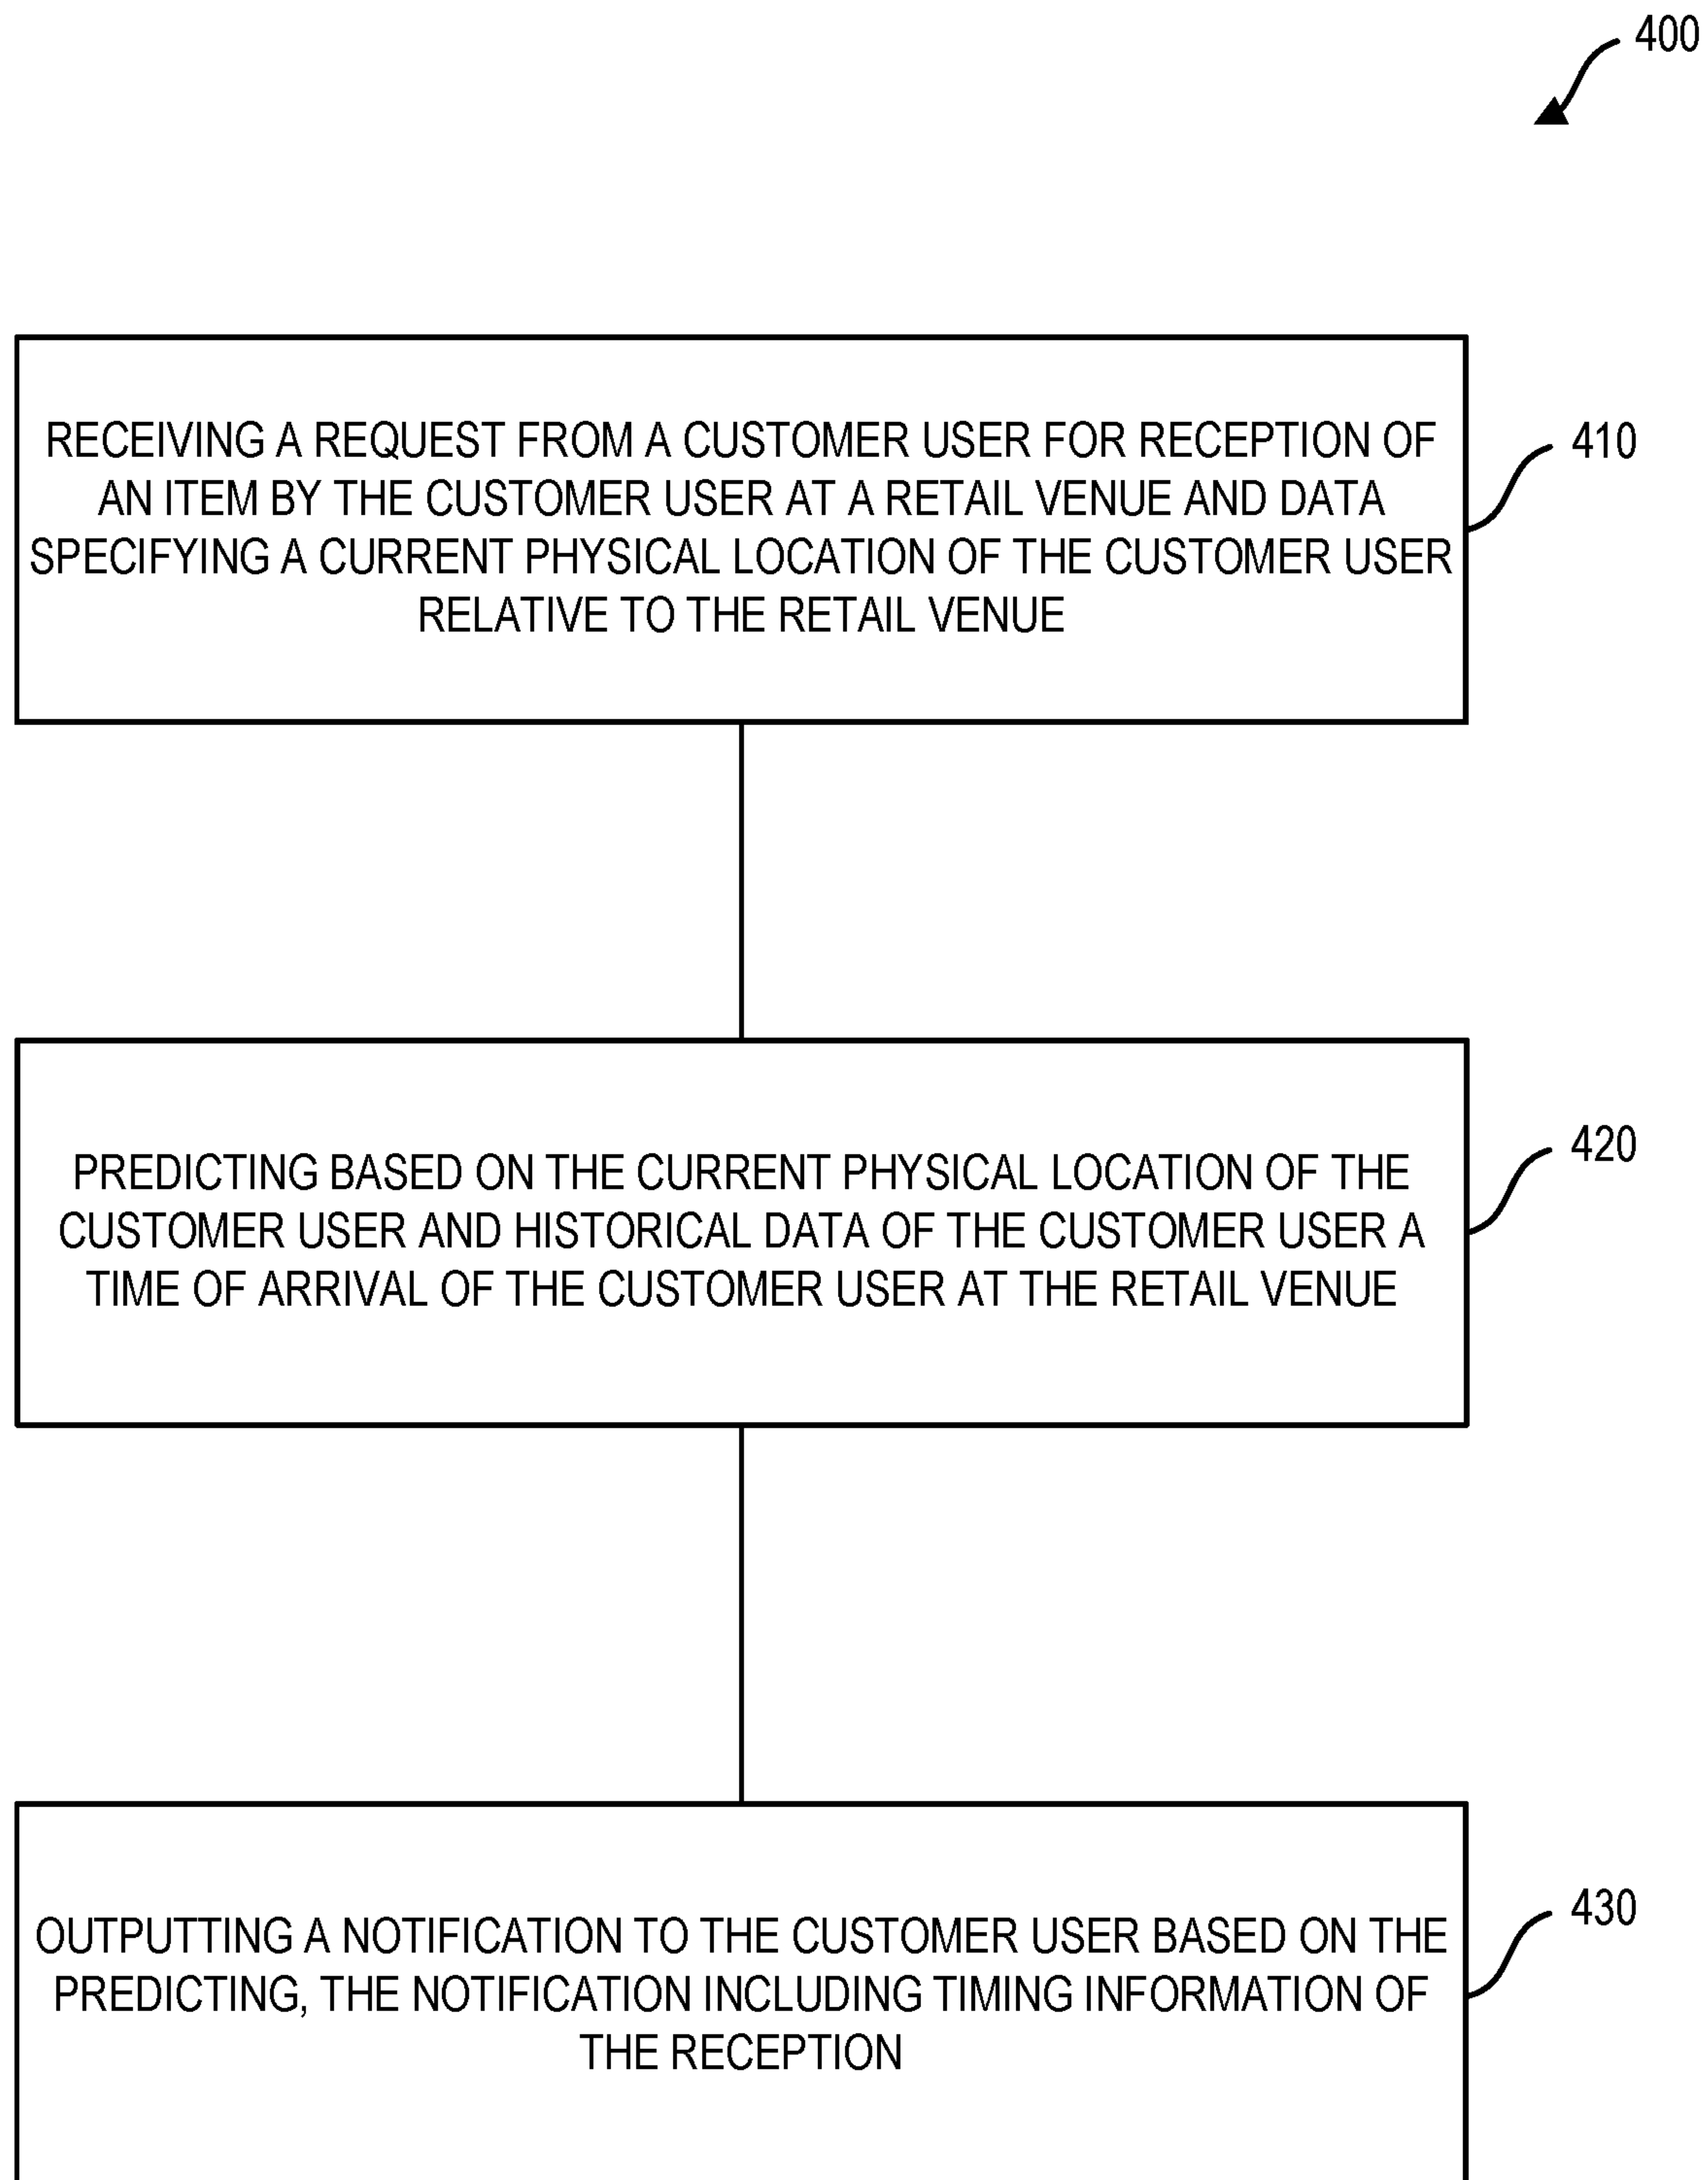 400
RECEIVING A REQUEST FROM A CUSTOMER USER FOR RECEPTION OF
AN ITEM BY THE CUSTOMER USER AT A RETAIL VENUE AND DATA
SPECIFYING A CURRENT PHYSICAL LOCATION OF THE CUSTOMER USER
RELATIVE TO THE RETAIL VENUE
410
PREDICTING BASED ON THE CURRENT PHYSICAL LOCATION OF THE
CUSTOMER USER AND HISTORICAL DATA OF THE CUSTOMER USER A
TIME OF ARRIVAL OF THE CUSTOMER USER AT THE RETAIL VENUE
420
OUTPUTTING A NOTIFICATION TO THE CUSTOMER USER BASED ON THE
PREDICTING, THE NOTIFICATION INCLUDING TIMING INFORMATION OF
THE RECEPTION
430